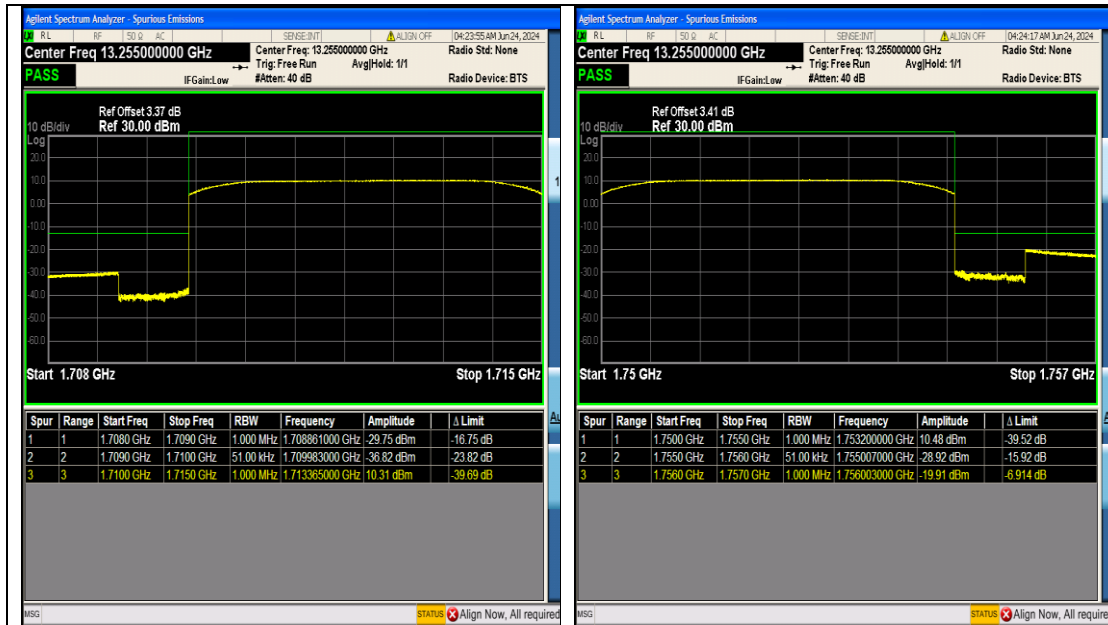 Agilent Spectrum Analyzer - Spurious Emissions
RL RF 50 Ω AC SENSE:INT ALIGN OFF 04:23:55 AM Jun 24, 2024
Center Freq 13.255000000 GHz
Center Freq: 13.255000000 GHz
Radio Std: None
Trig: Free Run Avg|Hold: 1/1
PASS
IFGain:Low
#Atten: 40 dB
Radio Device: BTS
Ref Offset 3.37 dB
10 dB/div Ref 30.00 dBm
Log
20.0
10.0
0.00
-10.0
-20.0
-30.0
-40.0
-50.0
-60.0
Start 1.708 GHz Stop 1.715 GHz
Spur Range Start Freq Stop Freq RBW Frequency Amplitude Δ Limit
1 1 1.7080 GHz 1.7090 GHz 1.000 MHz 1.708861000 GHz -29.75 dBm -16.75 dB
2 2 1.7090 GHz 1.7100 GHz 51.00 kHz 1.709983000 GHz -36.82 dBm -23.82 dB
3 3 1.7100 GHz 1.7150 GHz 1.000 MHz 1.713365000 GHz 10.31 dBm -39.69 dB
MSG STATUS Align Now, All required
Agilent Spectrum Analyzer - Spurious Emissions
RL RF 50 Ω AC SENSE:INT ALIGN OFF 04:24:17 AM Jun 24, 2024
Center Freq 13.255000000 GHz
Center Freq: 13.255000000 GHz
Radio Std: None
Trig: Free Run Avg|Hold: 1/1
PASS
IFGain:Low
#Atten: 40 dB
Radio Device: BTS
Ref Offset 3.41 dB
10 dB/div Ref 30.00 dBm
Log
20.0
10.0
0.00
-10.0
-20.0
-30.0
-40.0
-50.0
-60.0
Start 1.75 GHz Stop 1.757 GHz
Spur Range Start Freq Stop Freq RBW Frequency Amplitude Δ Limit
1 1 1.7500 GHz 1.7550 GHz 1.000 MHz 1.753200000 GHz 10.48 dBm -39.52 dB
2 2 1.7550 GHz 1.7560 GHz 51.00 kHz 1.755007000 GHz -28.92 dBm -15.92 dB
3 3 1.7560 GHz 1.7570 GHz 1.000 MHz 1.756003000 GHz -19.91 dBm -6.914 dB
MSG STATUS Align Now, All require